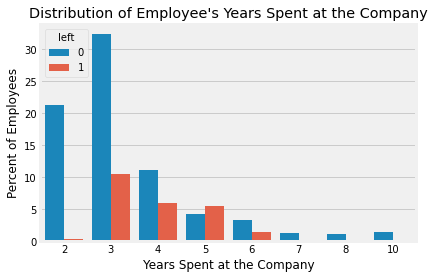 Distribution of Employee's Years Spent at the Company
left
0
1
30
25
20
15
10
5
0
Percent of Employees
2 3 4 5 6 7 8 10
Years Spent at the Company